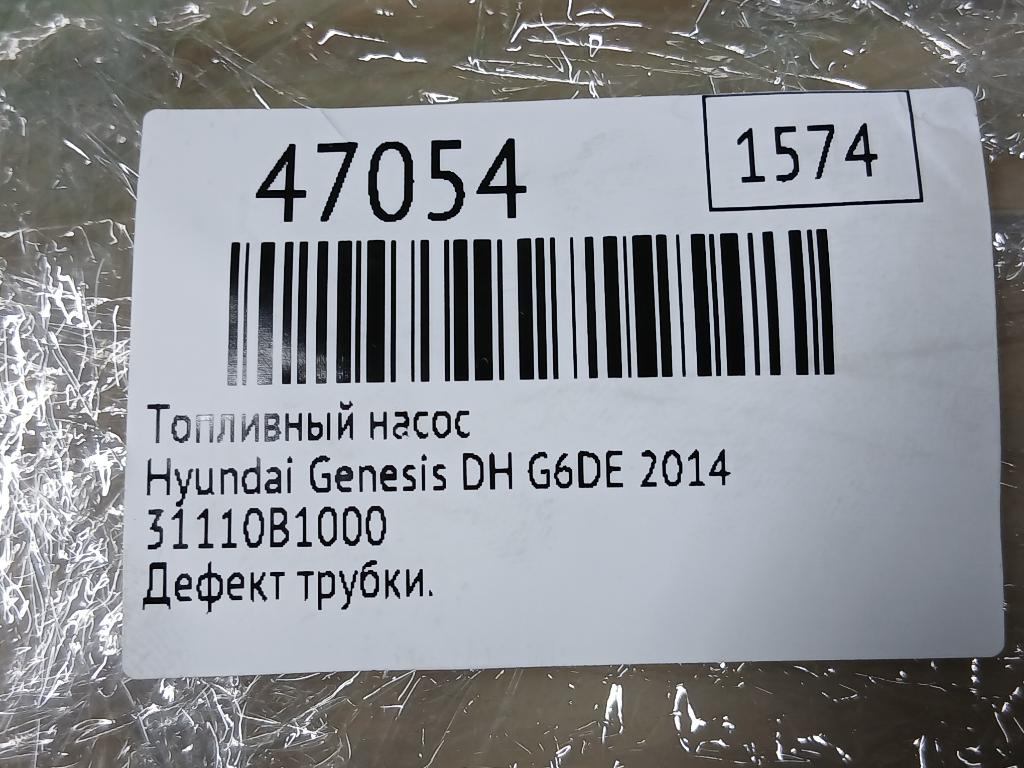 47054
1574
Топливный насос
Hyundai Genesis DH G6DE 2014
31110B1000
Дефект трубки.